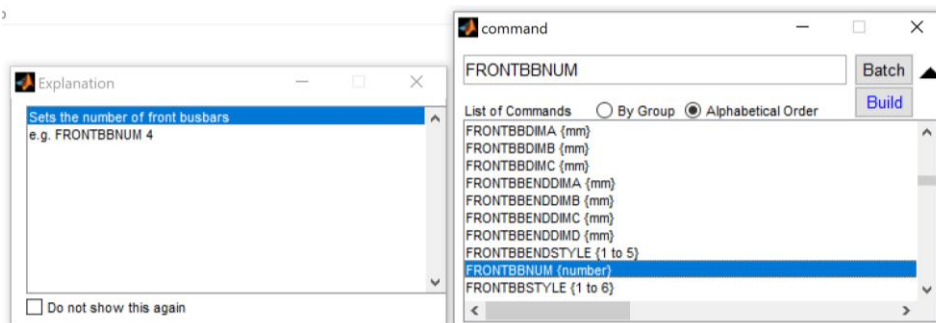 Explanation
Sets the number of front busbars
e.g. FRONTBBNUM 4
Do not show this again
command
FRONTBBNUM
Batch
Build
List of Commands By Group Alphabetical Order
FRONTBBDIMA {mm}
FRONTBBDIMB {mm}
FRONTBBDIMC {mm}
FRONTBBENDDIMA {mm}
FRONTBBENDDIMB {mm}
FRONTBBENDDIMC {mm}
FRONTBBENDDIMD {mm}
FRONTBBENDSTYLE {1 to 5}
FRONTBBNUM {number}
FRONTBBSTYLE {1 to 6}